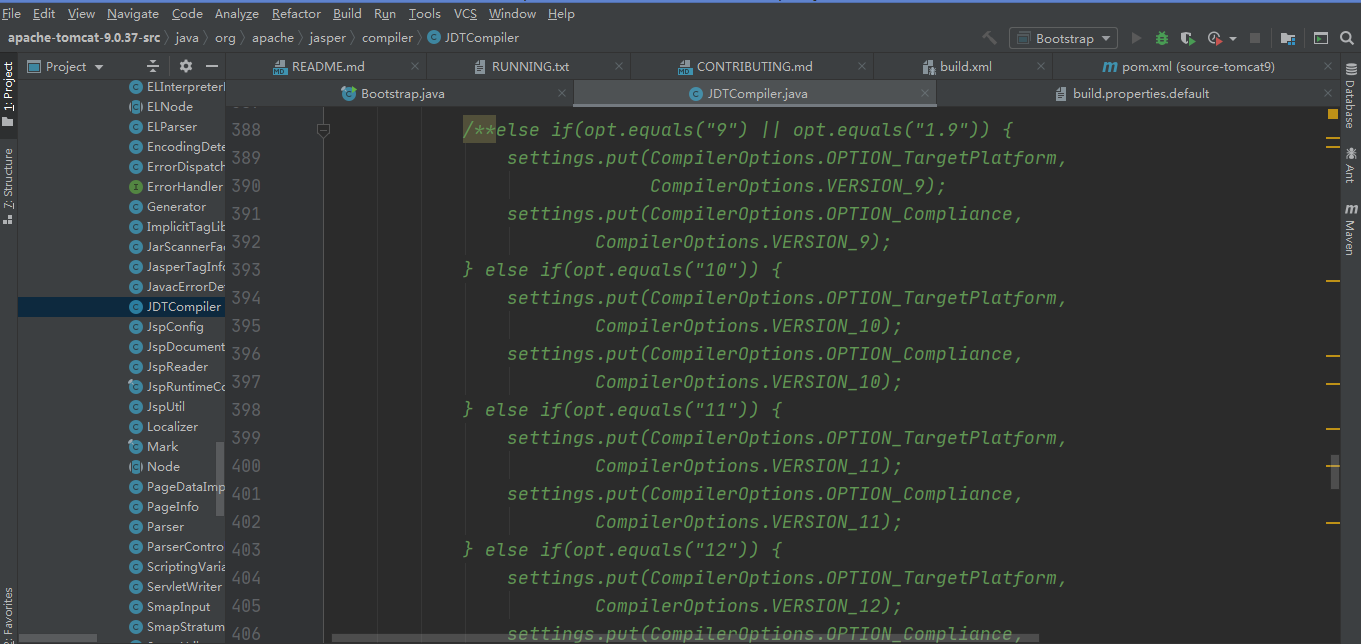 File Edit View Navigate Code Analyze Refactor Build Run Tools VCS Window Help
apache-tomcat-9.0.37-src java org apache jasper compiler JDTCompiler Bootstrap
Project README.md RUNNING.txt CONTRIBUTING.md build.xml pom.xml (source-tomcat9)
Bootstrap.java JDTCompiler.java build.properties.default
1: Project
7: Structure
2: Favorites
ELInterpreterI
ELNode
ELParser
EncodingDete
ErrorDispatch
ErrorHandler
Generator
ImplicitTagLib
JarScannerFac
JasperTagInfo
JavacErrorDe
JDTCompiler
JspConfig
JspDocument
JspReader
JspRuntimeCo
JspUtil
Localizer
Mark
Node
PageDataImp
PageInfo
Parser
ParserContro
ScriptingVaria
ServletWriter
SmapInput
SmapStratum
388 /**else if(opt.equals("9") || opt.equals("1.9")) {
389 settings.put(CompilerOptions.OPTION_TargetPlatform,
390 CompilerOptions.VERSION_9);
391 settings.put(CompilerOptions.OPTION_Compliance,
392 CompilerOptions.VERSION_9);
393 } else if(opt.equals("10")) {
394 settings.put(CompilerOptions.OPTION_TargetPlatform,
395 CompilerOptions.VERSION_10);
396 settings.put(CompilerOptions.OPTION_Compliance,
397 CompilerOptions.VERSION_10);
398 } else if(opt.equals("11")) {
399 settings.put(CompilerOptions.OPTION_TargetPlatform,
400 CompilerOptions.VERSION_11);
401 settings.put(CompilerOptions.OPTION_Compliance,
402 CompilerOptions.VERSION_11);
403 } else if(opt.equals("12")) {
404 settings.put(CompilerOptions.OPTION_TargetPlatform,
405 CompilerOptions.VERSION_12);
406 settings.put(CompilerOptions.OPTION_Compliance,
Database
Ant
Maven